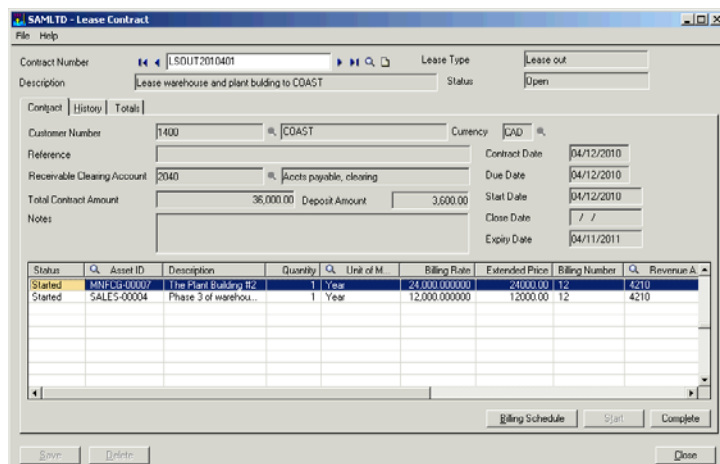 SAMLTD - Lease Contract
File Help
Contract Number LSOUT2010401 Lease Type Lease out
Description Lease warehouse and plant bulding to COAST Status Open
Contract History Totals
Customer Number 1400 COAST Currency CAD
Reference Contract Date 04/12/2010
Receivable Clearing Account 2040 Accts payable, clearing Due Date 04/12/2010
Total Contract Amount 36,000.00 Deposit Amount 3,600.00 Start Date 04/12/2010
Notes Close Date / /
Expiry Date 04/11/2011
Status Asset ID Description Quantity Unit of M... Billing Rate Extended Price Billing Number Revenue A
Started MNFCG-00007 The Plant Building #2 1 Year 24,000.000000 24000.00 12 4210
Started SALES-00004 Phase 3 of warehou... 1 Year 12,000.000000 12000.00 12 4210
Billing Schedule Start Complete
Save Delete Close